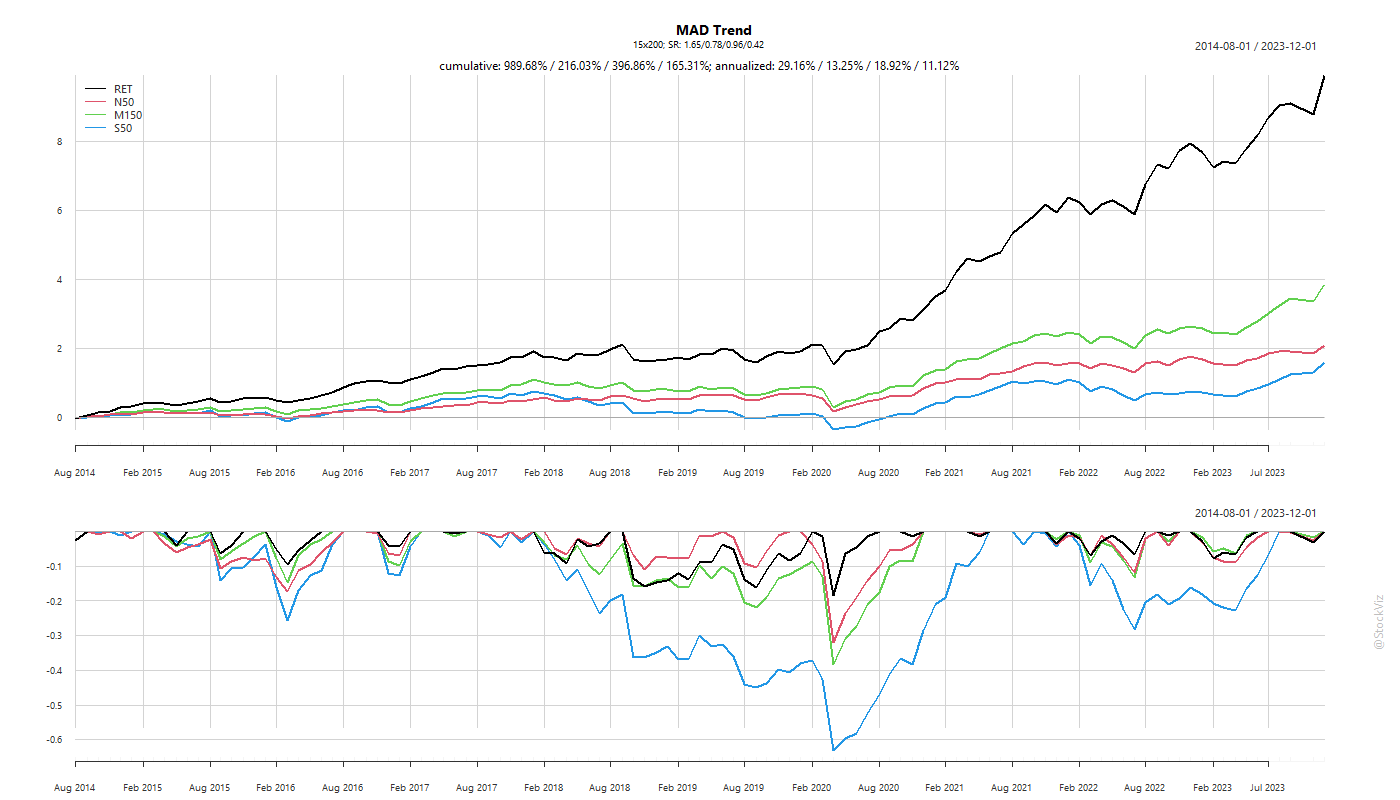 MAD Trend
15x200; SR: 1.65/0.78/0.96/0.42
2014-08-01 / 2023-12-01
cumulative: 989.68% / 216.03% / 396.86% / 165.31%; annualized: 29.16% / 13.25% / 18.92% / 11.12%
RET
N50
M150
S50
8
6
4
2
0
Aug 2014 Feb 2015 Aug 2015 Feb 2016 Aug 2016 Feb 2017 Aug 2017 Feb 2018 Aug 2018 Feb 2019 Aug 2019 Feb 2020 Aug 2020 Feb 2021 Aug 2021 Feb 2022 Aug 2022 Feb 2023 Jul 2023
2014-08-01 / 2023-12-01
-0.1
-0.2
-0.3
-0.4
-0.5
-0.6
Aug 2014 Feb 2015 Aug 2015 Feb 2016 Aug 2016 Feb 2017 Aug 2017 Feb 2018 Aug 2018 Feb 2019 Aug 2019 Feb 2020 Aug 2020 Feb 2021 Aug 2021 Feb 2022 Aug 2022 Feb 2023 Jul 2023
@StockViz